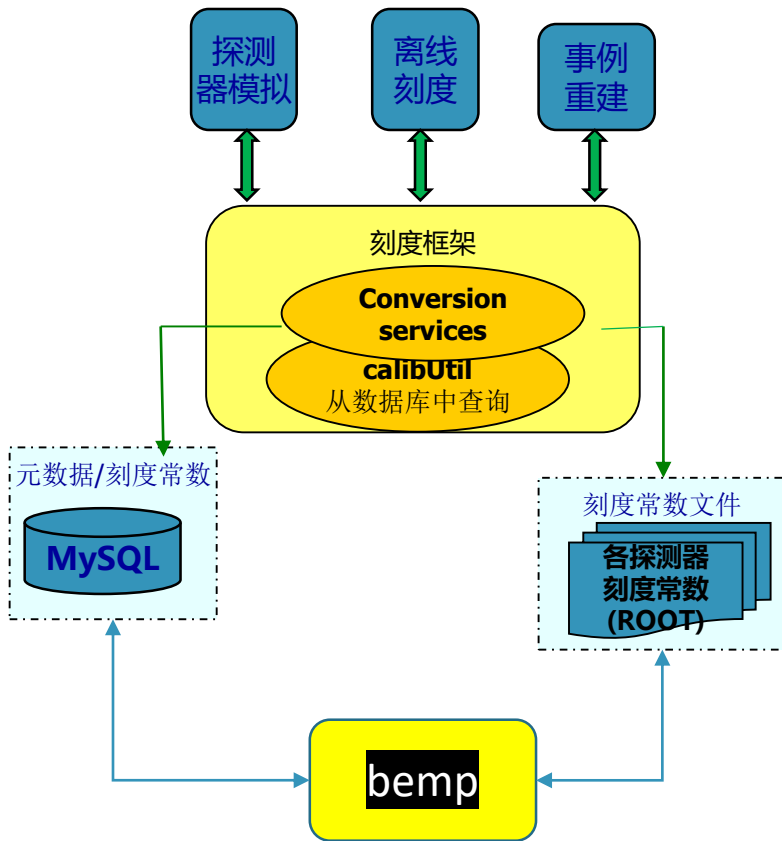 探测
器模拟
离线
刻度
事例
重建
刻度框架
Conversion
services
calibUtil
从数据库中查询
元数据/刻度常数
MySQL
刻度常数文件
各探测器
刻度常数
(ROOT)
bemp